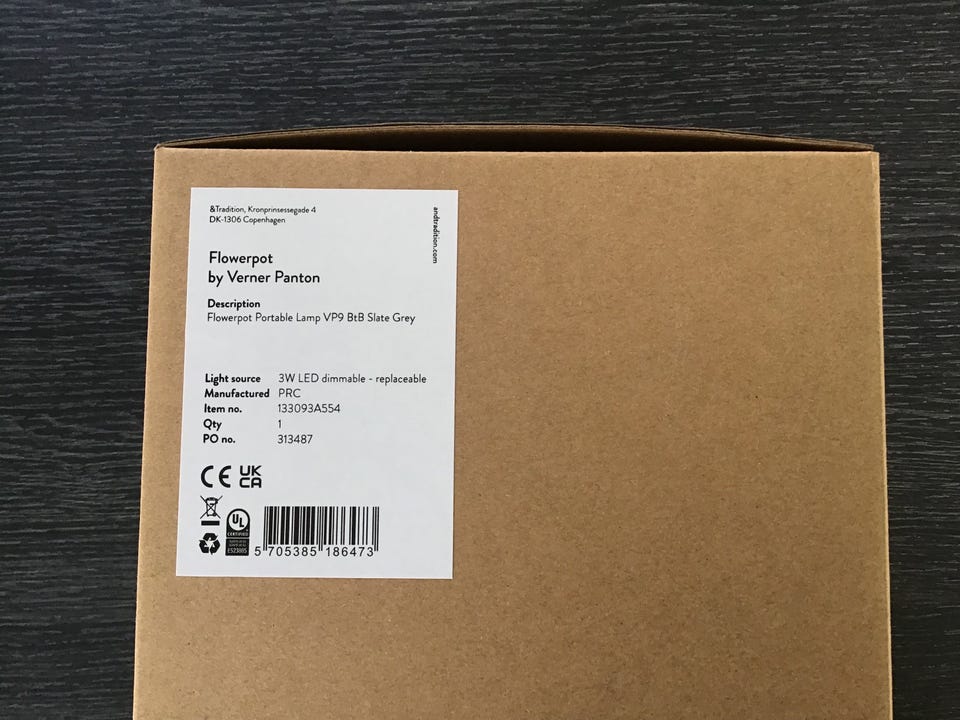 &Tradition, Kronprinsessegade 4
DK-1306 Copenhagen
andtradition.com
Flowerpot
by Verner Panton
Description
Flowerpot Portable Lamp VP9 BtB Slate Grey
Light source 3W LED dimmable - replaceable
Manufactured PRC
Item no. 133093A554
Qty 1
PO no. 313487
CE UK
CA
UL
CERTIFIED
E523805
5 705385 186473